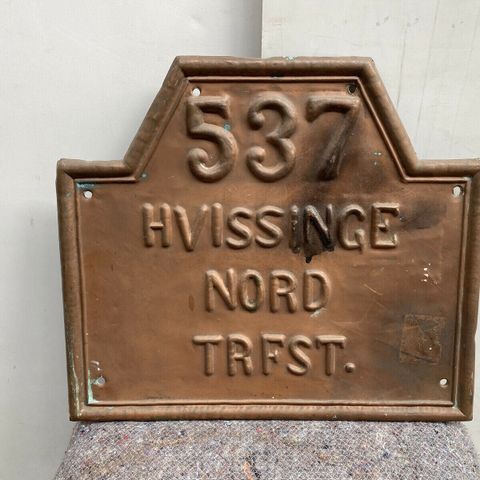 537
HVISSINGE
NORD
TRFST.